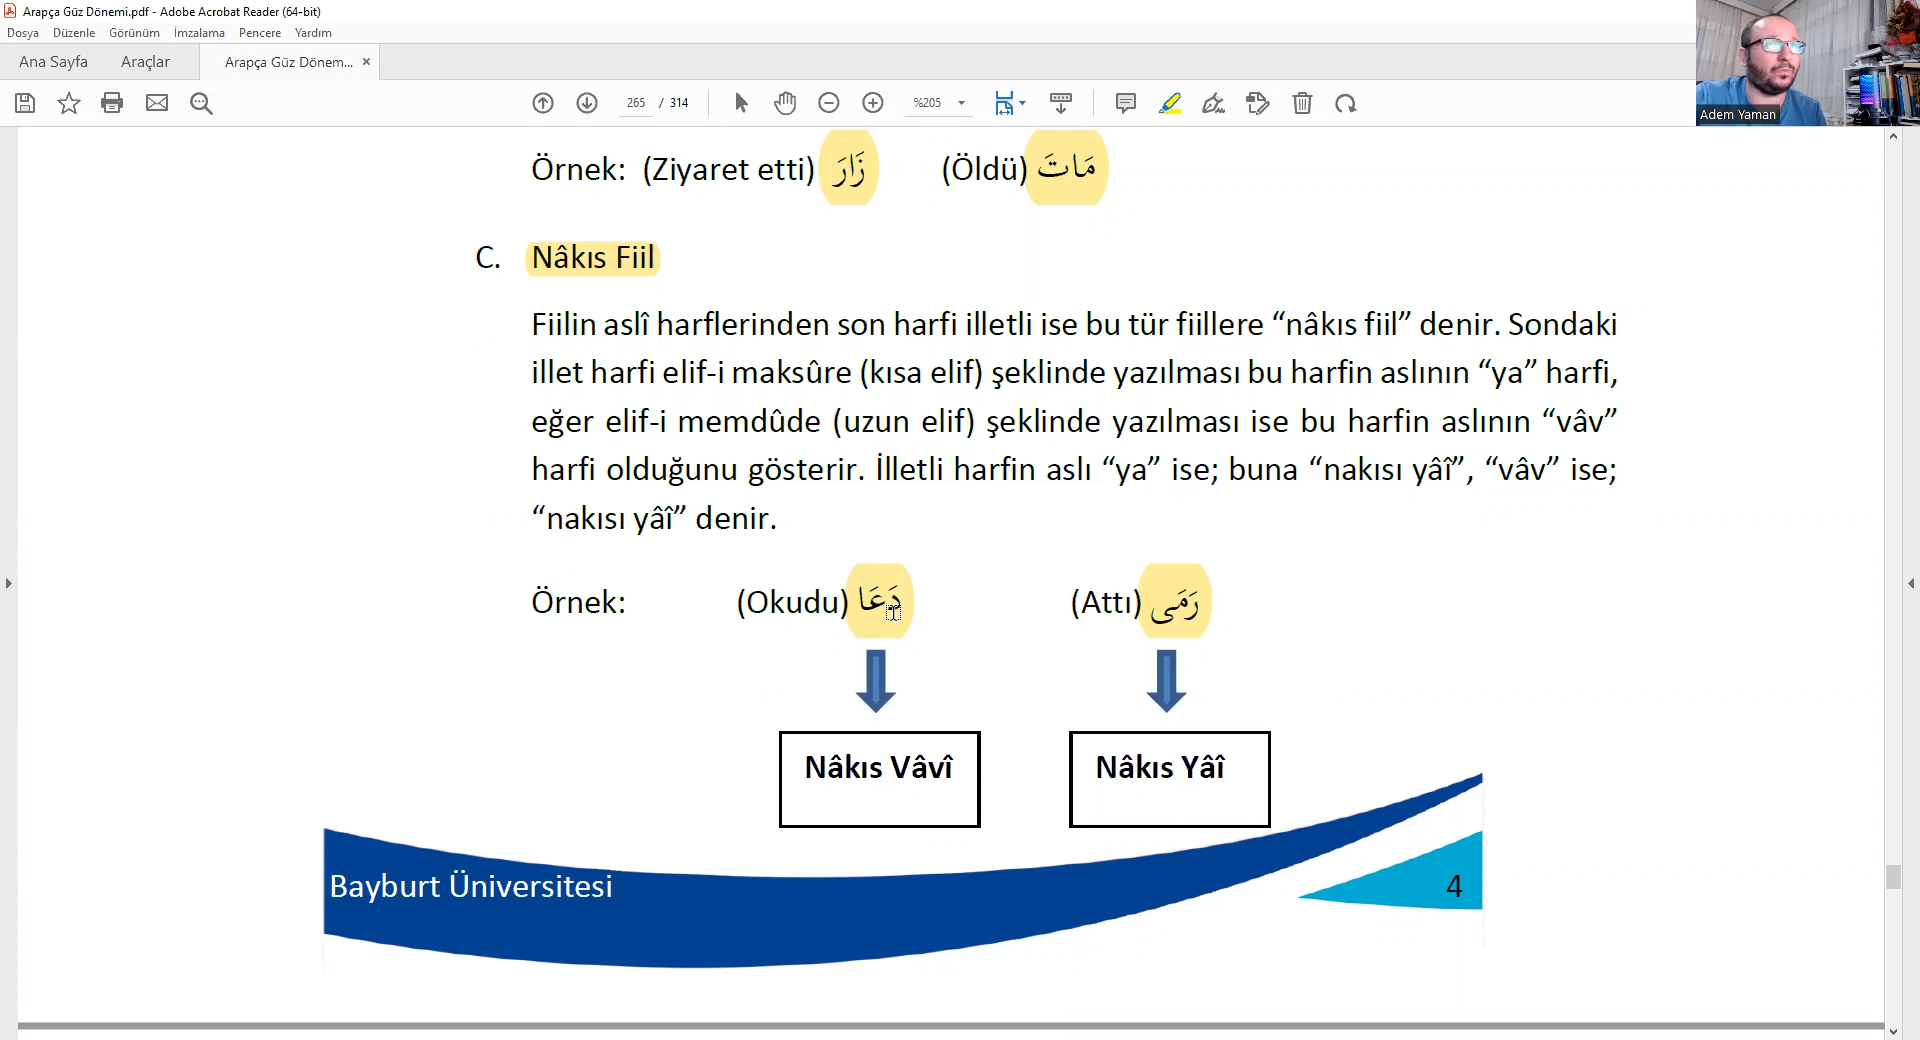 Arapça Güz Dönemi.pdf - Adobe Acrobat Reader (64-bit)
Dosya Düzenle Görünüm İmzalama Pencere Yardım
Ana Sayfa Araçlar Arapça Güz Dönem... ×
265 / 314 %205
Adem Yaman
Örnek: (Ziyaret etti) زَارَ (Öldü) مَاتَ
C. Nâkıs Fiil
Fiilin aslî harflerinden son harfi illetli ise bu tür fiillere “nâkıs fiil” denir. Sondaki
illet harfi elif-i maksûre (kısa elif) şeklinde yazılması bu harfin aslının “ya” harfi,
eğer elif-i memdûde (uzun elif) şeklinde yazılması ise bu harfin aslının “vâv”
harfi olduğunu gösterir. İlletli harfin aslı “ya” ise; buna “nakısı yâî”, “vâv” ise;
“nakısı yâî” denir.
Örnek: (Okudu) دَعَا (Attı) رَمَى
Nâkıs Vâvî Nâkıs Yâî
Bayburt Üniversitesi 4